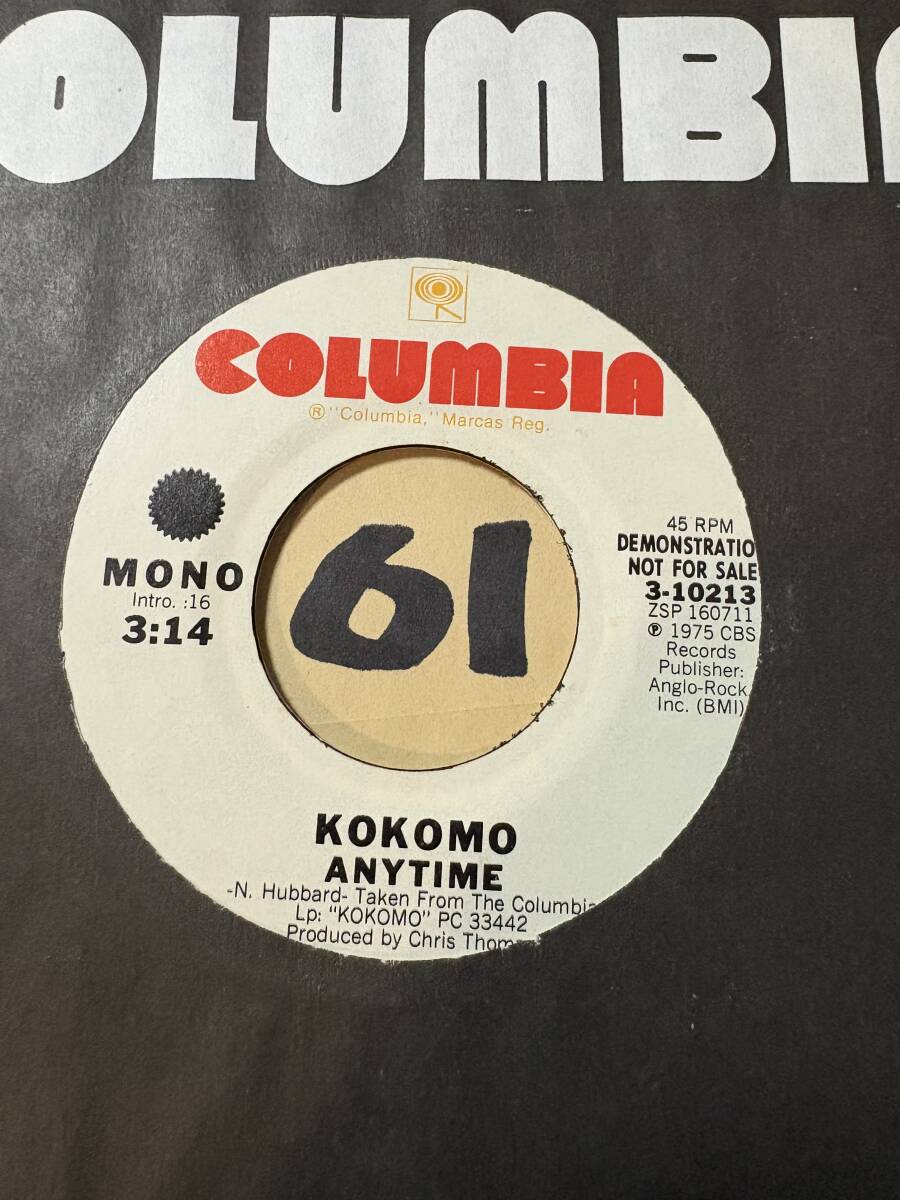 OLUMBI
COLUMBIA
® "Columbia," Marcas Reg.
MONO
Intro. :16
3:14
61
45 RPM
DEMONSTRATIO
NOT FOR SALE
3-10213
ZSP 160711
℗ 1975 CBS
Records
Publisher:
Anglo-Rock
Inc. (BMI)
KOKOMO
ANYTIME
-N. Hubbard- Taken From The Columbia
Lp: "KOKOMO" PC 33442
Produced by Chris Thom